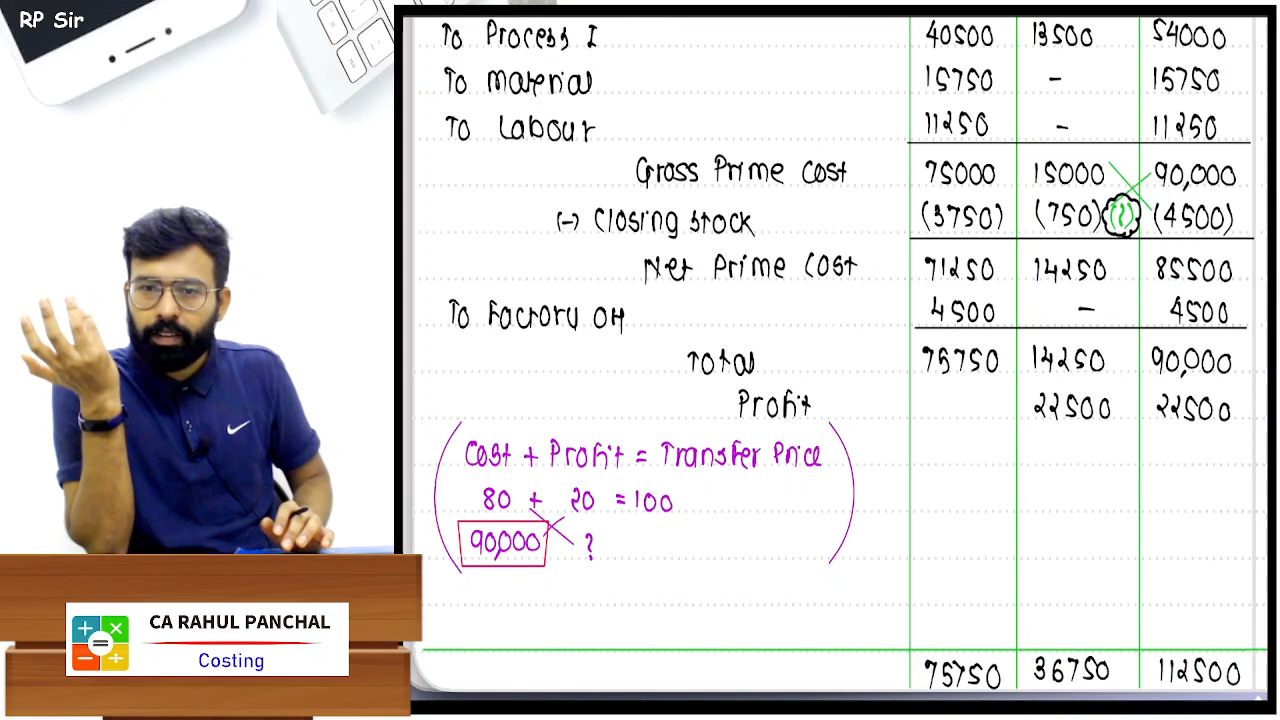 RP Sir
To Process I 40500 13500 54000
To Material 15750 - 15750
To Labour 11250 - 11250
Gross Prime Cost 75000 15000 90,000
(-) Closing Stock (3750) (750) (?) (4500)
Net Prime Cost 71250 14250 85500
To Factory OH 4500 - 4500
Total 75750 14250 90,000
Profit 22500 22500
Cost + Profit = Transfer Price
80 + 20 = 100
90,000 ?
75750 36750 112500
CA RAHUL PANCHAL
Costing